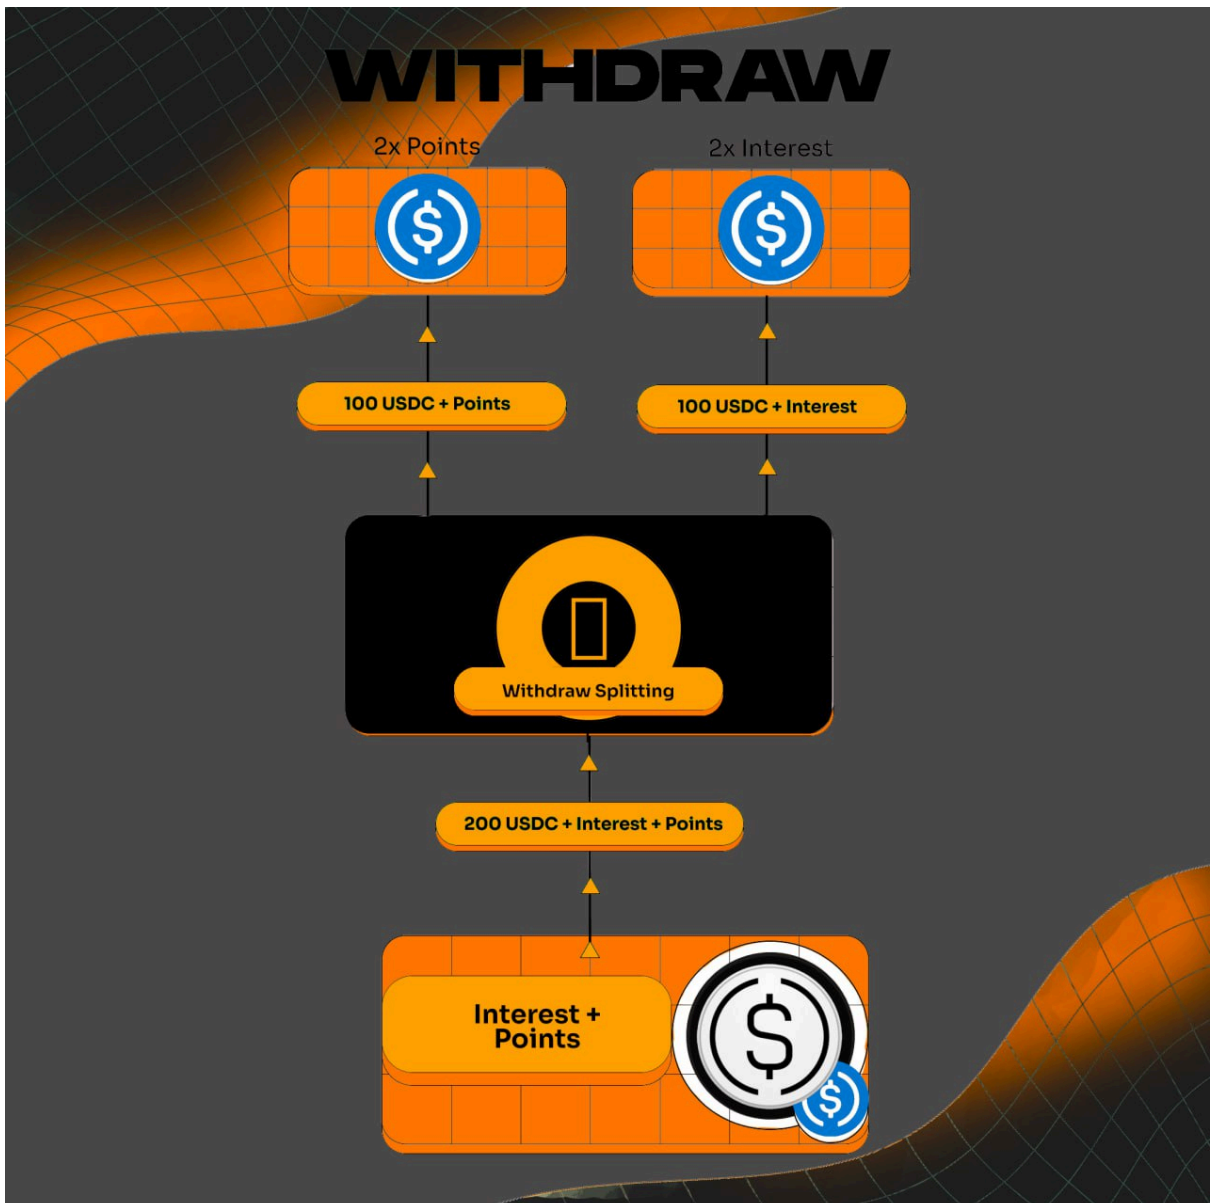 WITHDRAW
2x Points
2x Interest
100 USDC + Points
100 USDC + Interest
Withdraw Splitting
200 USDC + Interest + Points
Interest +
Points